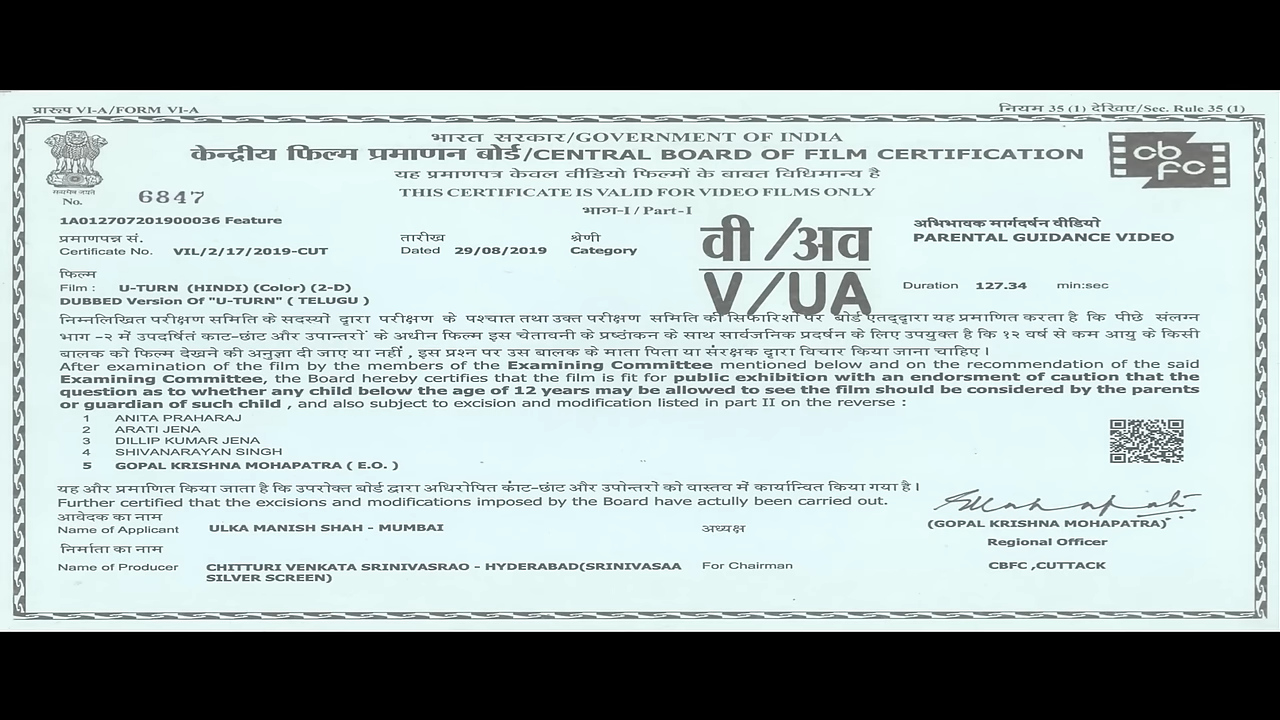 प्रारूप VI-A/FORM VI-A
नियम 35 (1) देखिए/Sec. Rule 35 (1)
भारत सरकार/GOVERNMENT OF INDIA
केन्द्रीय फिल्म प्रमाणन बोर्ड/CENTRAL BOARD OF FILM CERTIFICATION
cbfc
यह प्रमाणपत्र केवल वीडियो फिल्मों के बाबत विधिमान्य है
सत्यमेव जयते
No. 6847
THIS CERTIFICATE IS VALID FOR VIDEO FILMS ONLY
भाग-I / Part-I
1A012707201900036 Feature
वी/अव
V/UA
अभिभावक मार्गदर्षन वीडियो
PARENTAL GUIDANCE VIDEO
प्रमाणपन्न सं. तारीख श्रेणी
Certificate No. VIL/2/17/2019-CUT Dated 29/08/2019 Category
फिल्म
Film : U-TURN (HINDI) (Color) (2-D)
Duration 127.34 min:sec
DUBBED Version Of "U-TURN" ( TELUGU )
निम्नलिखित परीक्षण समिति के सदस्यों द्वारा परीक्षण के पश्चात तथा उक्त परीक्षण समिति की सिफारिशों पर बोर्ड एतद्द्वारा यह प्रमाणित करता है कि पीछे संलग्न
भाग -२ में उपदर्षित काट-छांट और उपान्तरों के अधीन फिल्म इस चेतावनी के प्रष्ठांकन के साथ सार्वजनिक प्रदर्षन के लिए उपयुक्त है कि १२ वर्ष से कम आयु के किसी
बालक को फिल्म देखने की अनुज्ञा दी जाए या नहीं , इस प्रश्न पर उस बालक के माता पिता या संरक्षक द्वारा विचार किया जाना चाहिए ।
After examination of the film by the members of the Examining Committee mentioned below and on the recommendation of the said
Examining Committee, the Board hereby certifies that the film is fit for public exhibition with an endorsment of caution that the
question as to whether any child below the age of 12 years may be allowed to see the film should be considered by the parents
or guardian of such child , and also subject to excision and modification listed in part II on the reverse :
1 ANITA PRAHARAJ
2 ARATI JENA
3 DILLIP KUMAR JENA
4 SHIVANARAYAN SINGH
5 GOPAL KRISHNA MOHAPATRA ( E.O. )
यह और प्रमाणित किया जाता है कि उपरोक्त बोर्ड द्वारा अधिरोपित काट-छांट और उपोन्तरों को वास्तव में कार्यान्वित किया गया है ।
Further certified that the excisions and modifications imposed by the Board have actully been carried out.
आवेदक का नाम
Name of Applicant ULKA MANISH SHAH - MUMBAI
अध्यक्ष
(GOPAL KRISHNA MOHAPATRA)
Regional Officer
निर्माता का नाम
Name of Producer CHITTURI VENKATA SRINIVASRAO - HYDERABAD(SRINIVASAA
SILVER SCREEN)
For Chairman
CBFC ,CUTTACK